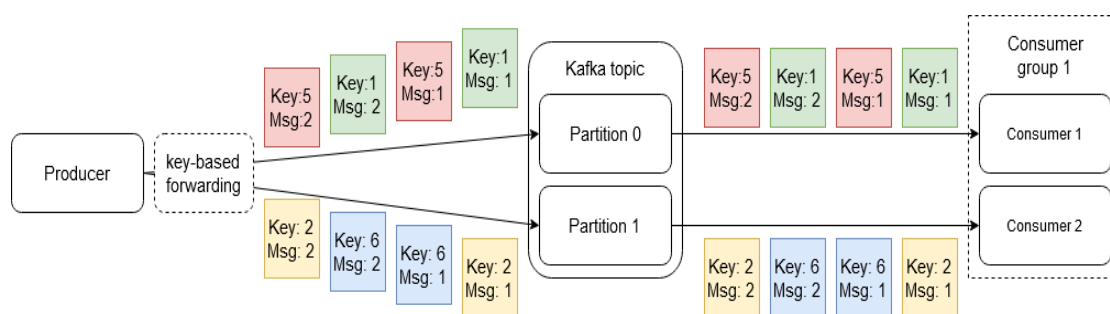 Producer
key-based
forwarding
Key:5
Msg:2
Key:1
Msg: 2
Key:5
Msg:1
Key:1
Msg: 1
Key: 2
Msg: 2
Key: 6
Msg: 2
Key: 6
Msg: 1
Key: 2
Msg: 1
Kafka topic
Partition 0
Partition 1
Key:5
Msg:2
Key:1
Msg: 2
Key:5
Msg:1
Key:1
Msg: 1
Key: 2
Msg: 2
Key: 6
Msg: 2
Key: 6
Msg: 1
Key: 2
Msg: 1
Consumer
group 1
Consumer 1
Consumer 2